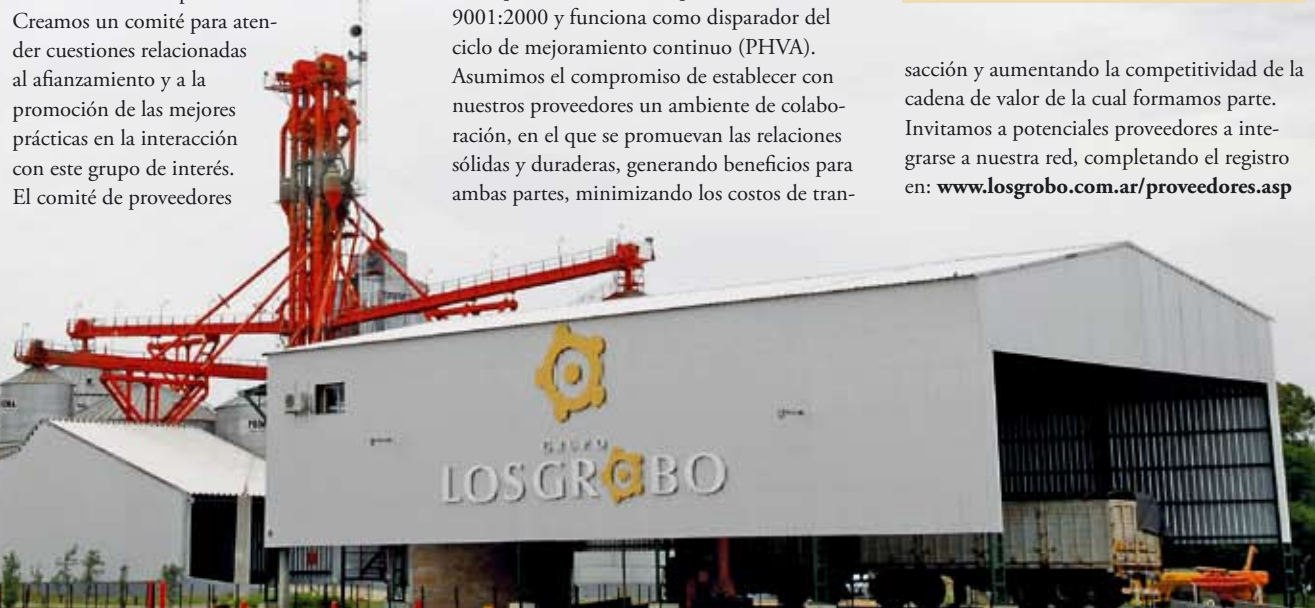 Creamos un comité para aten-
der cuestiones relacionadas
al afianzamiento y a la
promoción de las mejores
prácticas en la interacción
con este grupo de interés.
El comité de proveedores
9001:2000 y funciona como disparador del
ciclo de mejoramiento continuo (PHVA).
Asumimos el compromiso de establecer con
nuestros proveedores un ambiente de colabo-
ración, en el que se promuevan las relaciones
sólidas y duraderas, generando beneficios para
ambas partes, minimizando los costos de tran-
sacción y aumentando la competitividad de la
cadena de valor de la cual formamos parte.
Invitamos a potenciales proveedores a inte-
grarse a nuestra red, completando el registro
en: www.losgrobo.com.ar/proveedores.asp
GRUPO
LOS GROBO